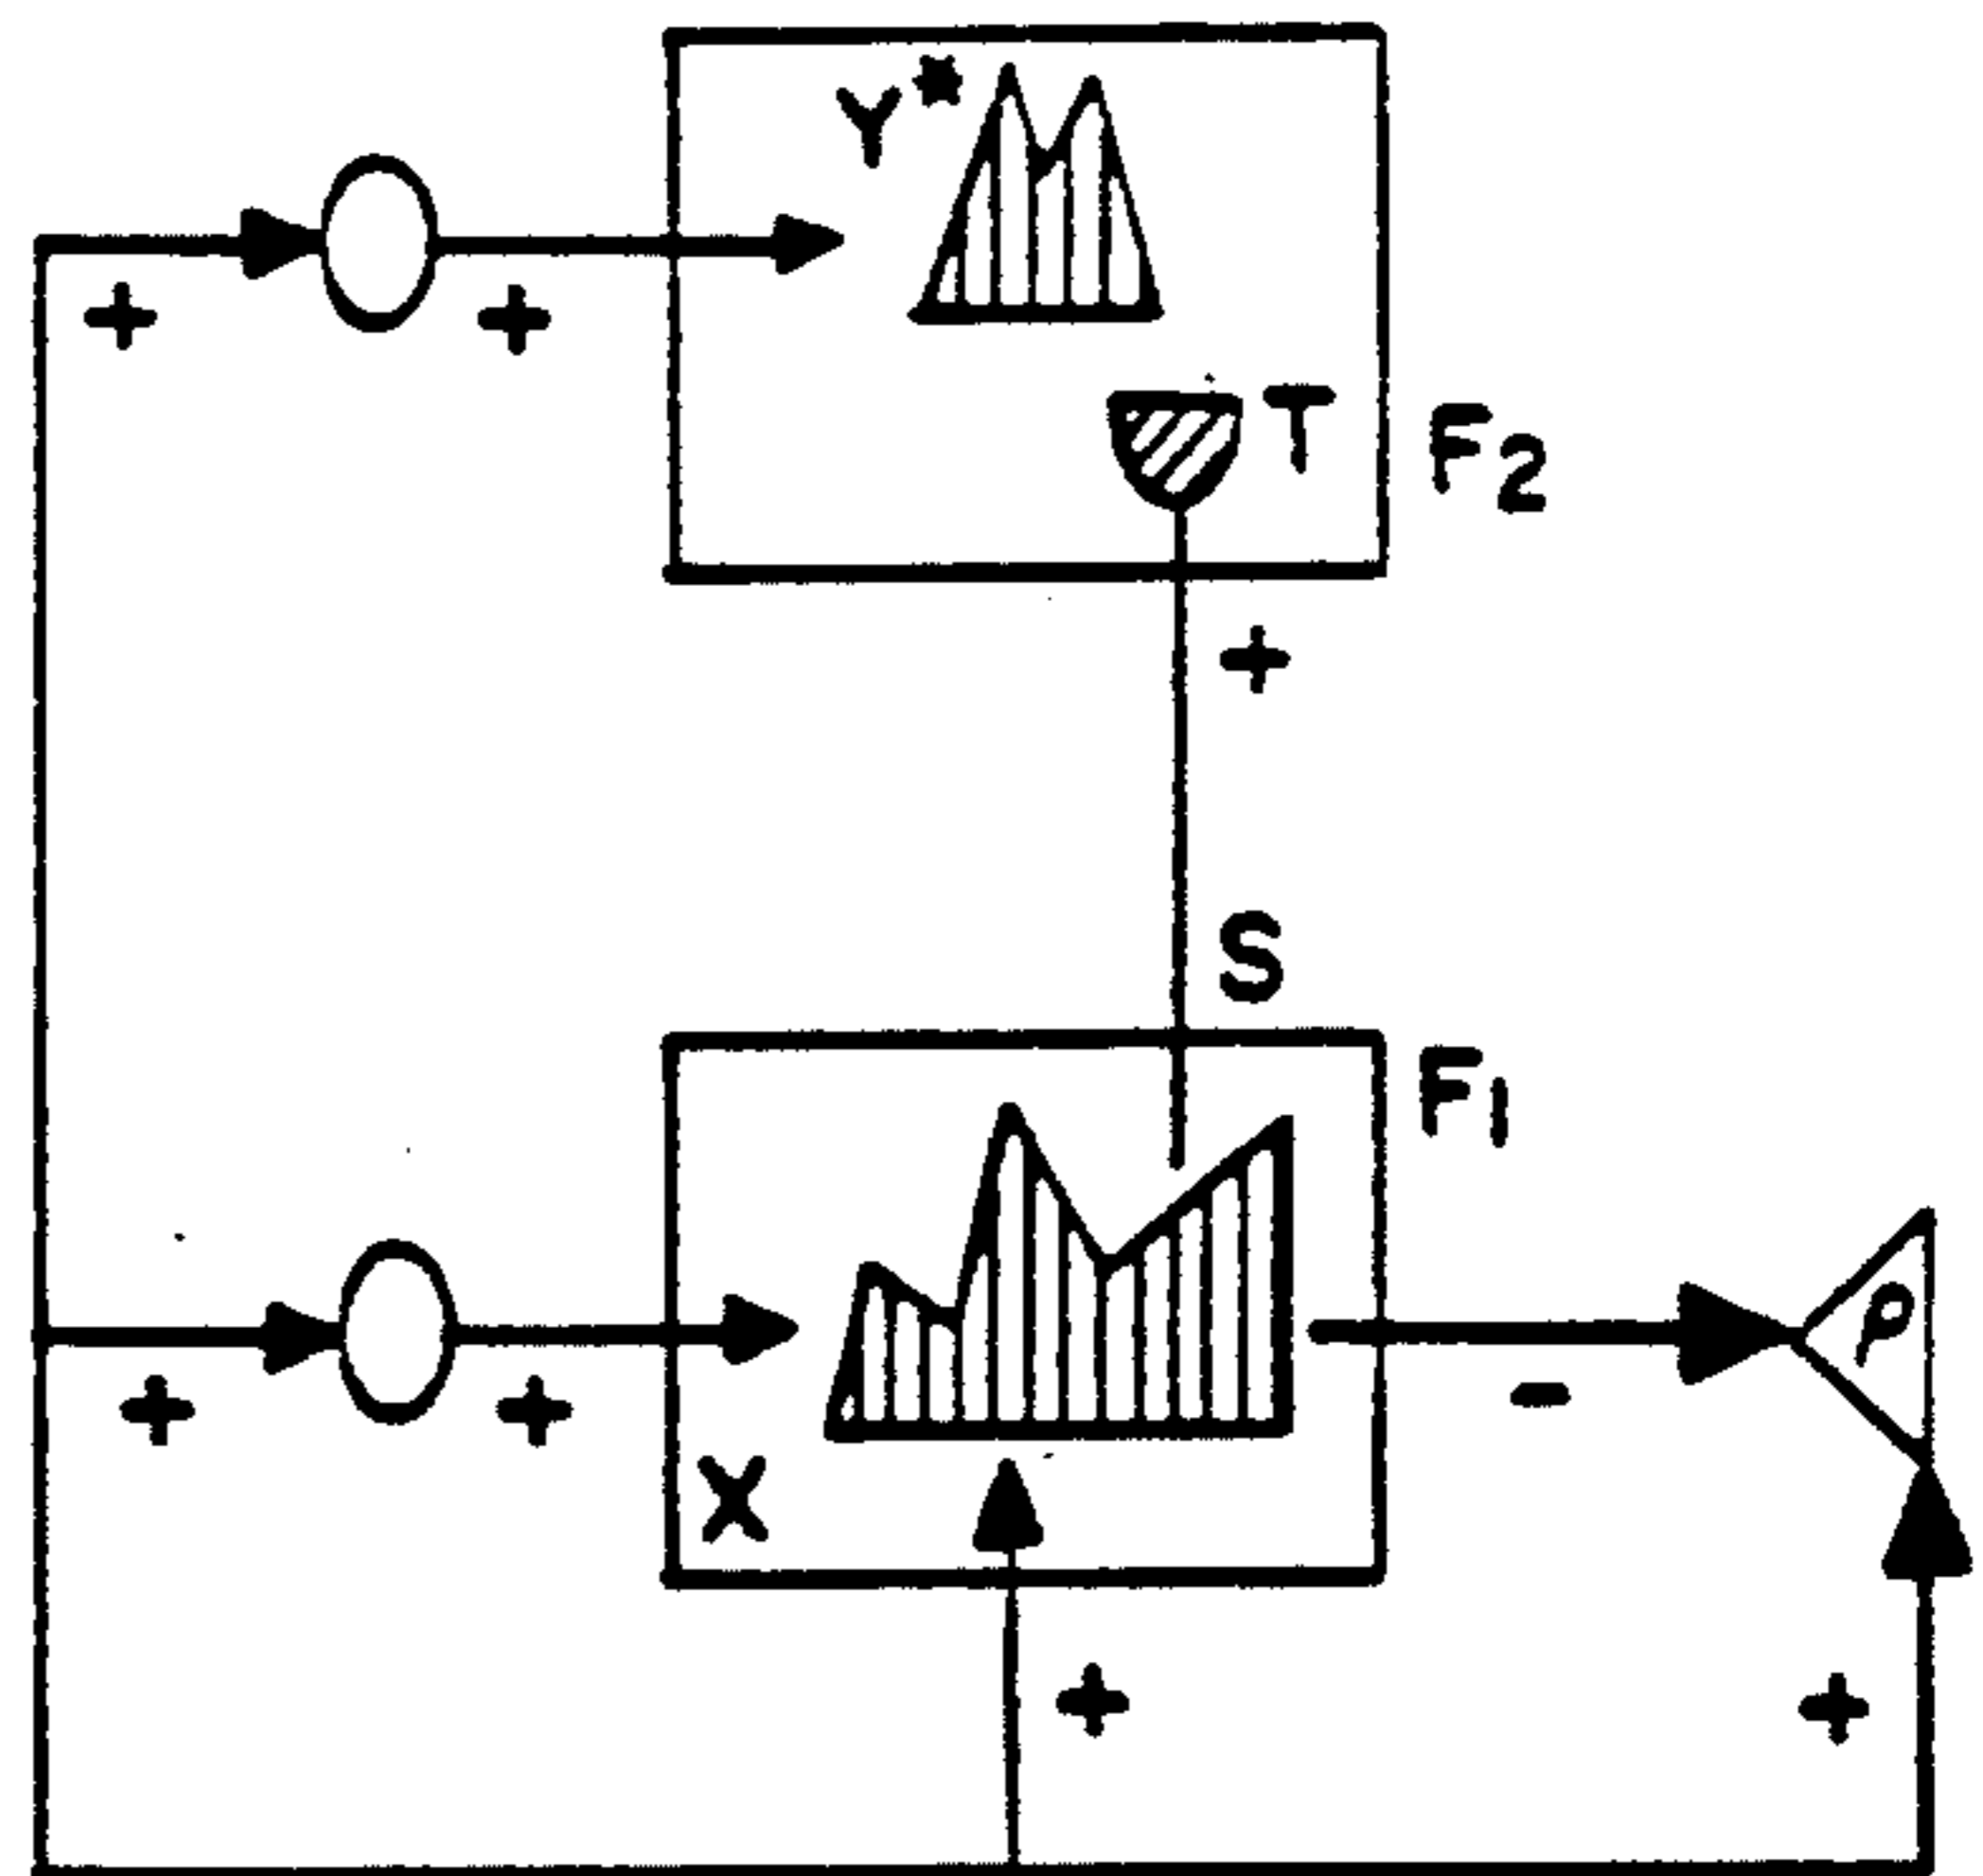 Y*
+ +
T
F2
+
S
F1
ρ
+ +
-
X
+ +